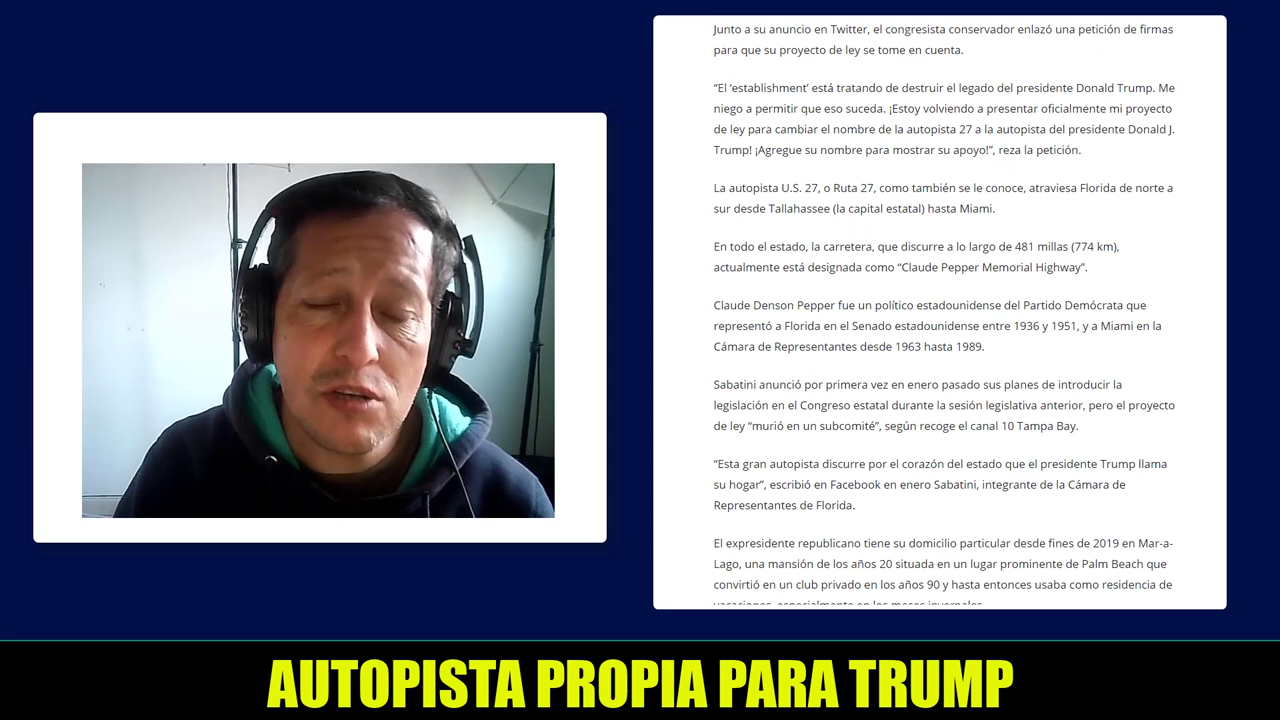 Junto a su anuncio en Twitter, el congresista conservador enlazó una petición de firmas
para que su proyecto de ley se tome en cuenta.
“El ‘establishment’ está tratando de destruir el legado del presidente Donald Trump. Me
niego a permitir que eso suceda. ¡Estoy volviendo a presentar oficialmente mi proyecto
de ley para cambiar el nombre de la autopista 27 a la autopista del presidente Donald J.
Trump! ¡Agregue su nombre para mostrar su apoyo!”, reza la petición.
La autopista U.S. 27, o Ruta 27, como también se le conoce, atraviesa Florida de norte a
sur desde Tallahassee (la capital estatal) hasta Miami.
En todo el estado, la carretera, que discurre a lo largo de 481 millas (774 km),
actualmente está designada como “Claude Pepper Memorial Highway”.
Claude Denson Pepper fue un político estadounidense del Partido Demócrata que
representó a Florida en el Senado estadounidense entre 1936 y 1951, y a Miami en la
Cámara de Representantes desde 1963 hasta 1989.
Sabatini anunció por primera vez en enero pasado sus planes de introducir la
legislación en el Congreso estatal durante la sesión legislativa anterior, pero el proyecto
de ley “murió en un subcomité”, según recoge el canal 10 Tampa Bay.
“Esta gran autopista discurre por el corazón del estado que el presidente Trump llama
su hogar”, escribió en Facebook en enero Sabatini, integrante de la Cámara de
Representantes de Florida.
El expresidente republicano tiene su domicilio particular desde fines de 2019 en Mar-a-
Lago, una mansión de los años 20 situada en un lugar prominente de Palm Beach que
convirtió en un club privado en los años 90 y hasta entonces usaba como residencia de
vacaciones, especialmente en los meses invernales.
AUTOPISTA PROPIA PARA TRUMP